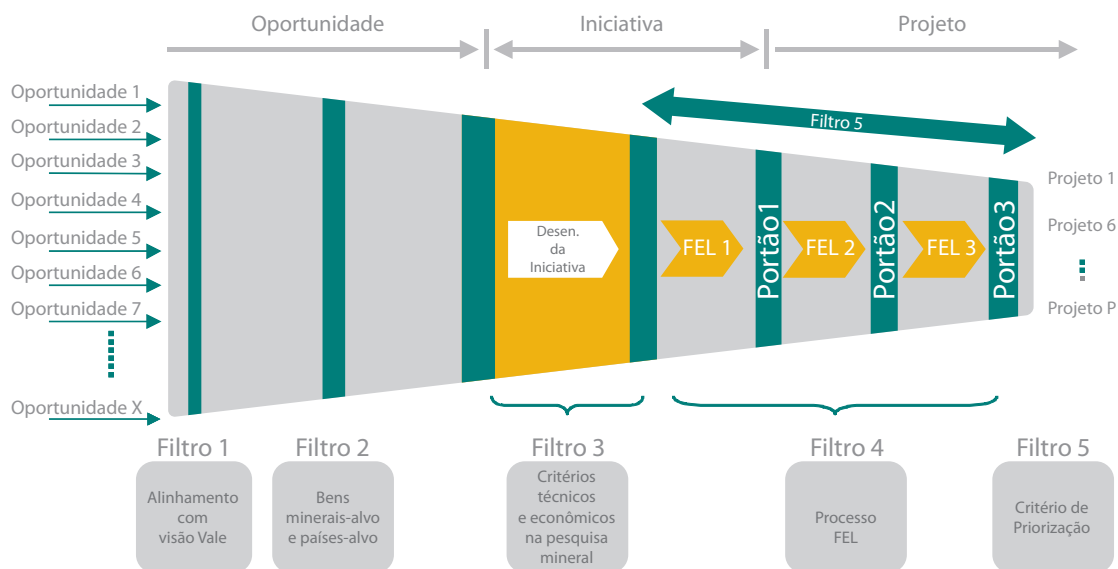 Oportunidade
Iniciativa
Projeto
Oportunidade 1
Oportunidade 2
Oportunidade 3
Oportunidade 4
Oportunidade 5
Oportunidade 6
Oportunidade 7
Oportunidade X
Filtro 5
Desen.
da
Iniciativa
FEL 1
Portão1
FEL 2
Portão2
FEL 3
Portão3
Projeto 1
Projeto 6
Projeto P
Filtro 1
Alinhamento
com
visão Vale
Filtro 2
Bens
minerais-alvo
e países-alvo
Filtro 3
Critérios
técnicos
e econômicos
na pesquisa
mineral
Filtro 4
Processo
FEL
Filtro 5
Critério de
Priorização